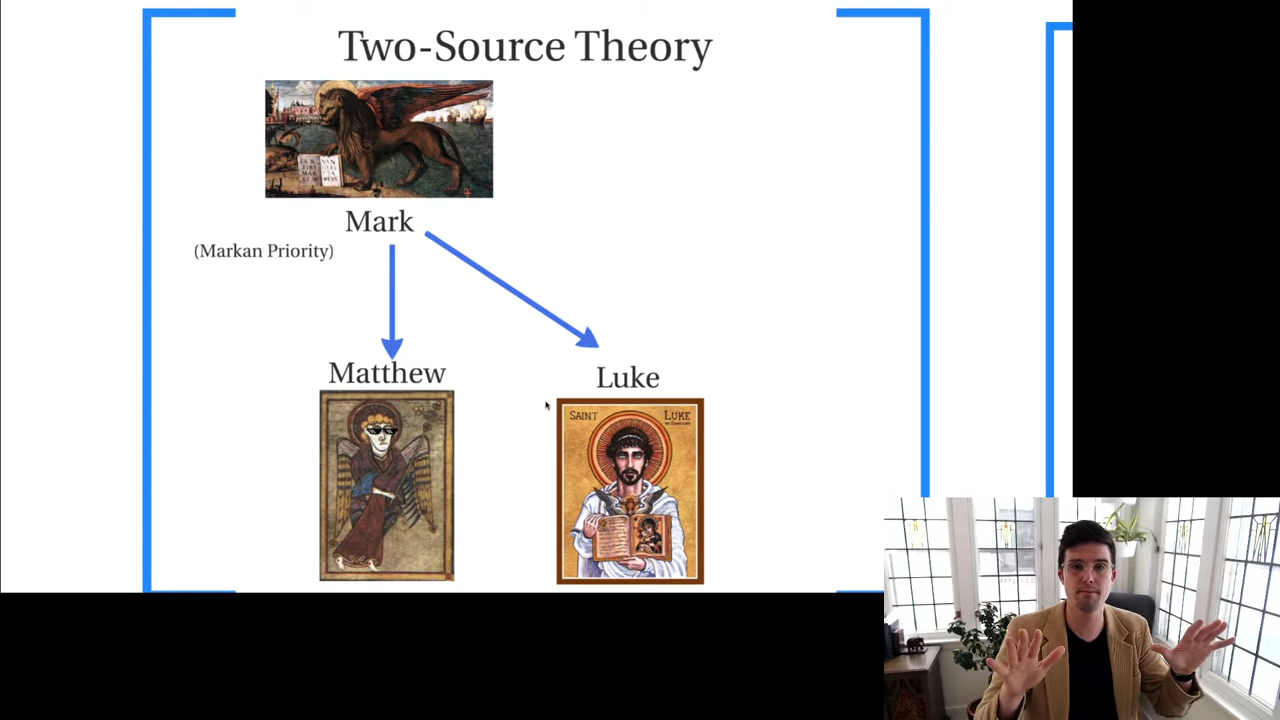 Two-Source Theory
Mark
(Markan Priority)
Matthew
Luke
SAINT LUKE